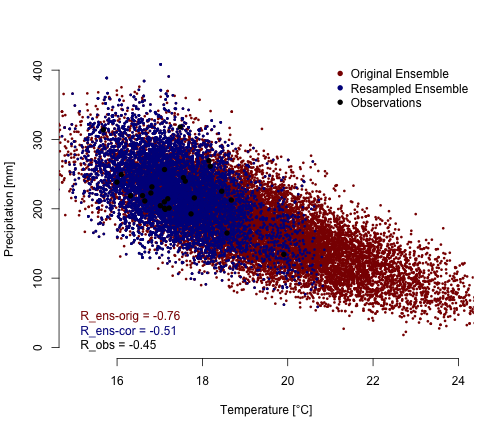 Original Ensemble
Resampled Ensemble
Observations
400
300
200
100
0
Precipitation [mm]
R_ens-orig = -0.76
R_ens-cor = -0.51
R_obs = -0.45
16 18 20 22 24
Temperature [°C]